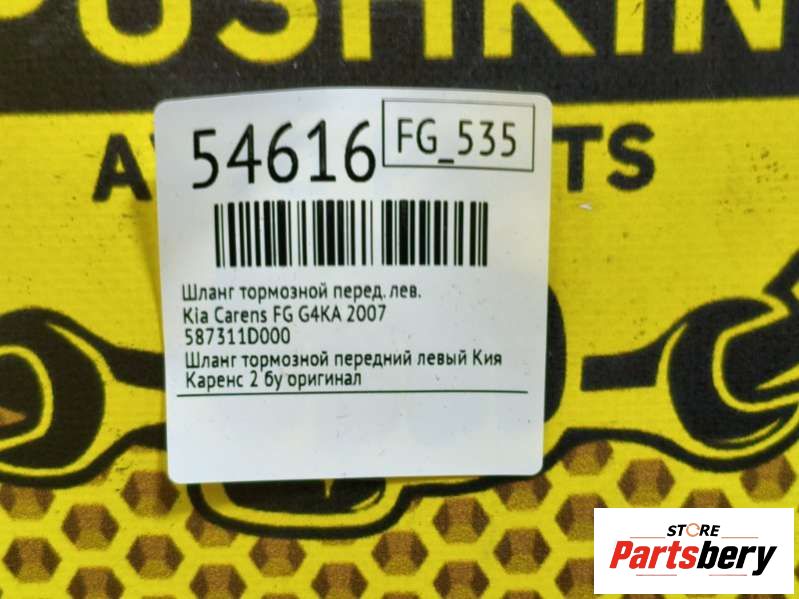 PUSHKIN
54616
FG_535
Шланг тормозной перед. лев.
Kia Carens FG G4KA 2007
587311D000
Шланг тормозной передний левый Кия
Каренс 2 бу оригинал
STORE
Partsbery